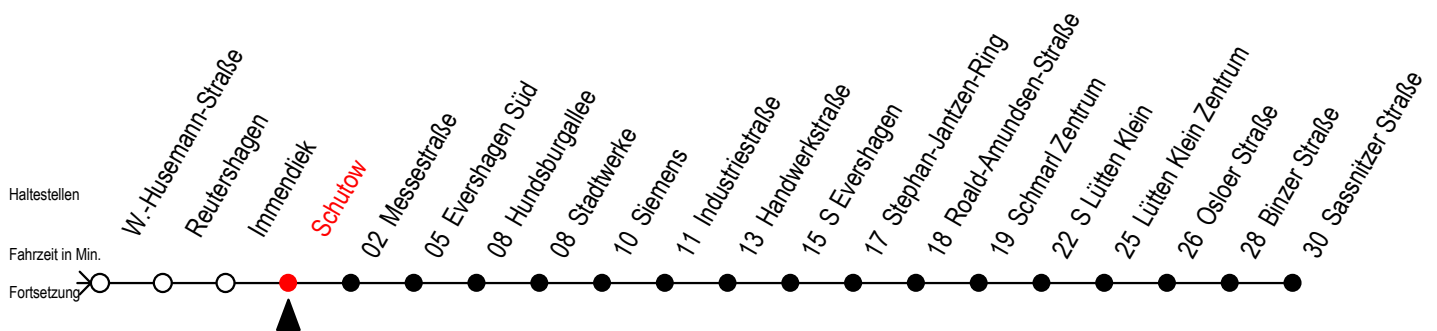 Haltestellen
Fahrzeit in Min.
Fortsetzung
W.-Husemann-Straße
Reutershagen
Immendiek
Schutow
02 Messestraße
05 Evershagen Süd
08 Hundsburgallee
08 Stadtwerke
10 Siemens
11 Industriestraße
13 Handwerkstraße
15 S Evershagen
17 Stephan-Jantzen-Ring
18 Roald-Amundsen-Straße
19 Schmarl Zentrum
22 S Lütten Klein
25 Lütten Klein Zentrum
26 Osloer Straße
28 Binzer Straße
30 Sassnitzer Straße